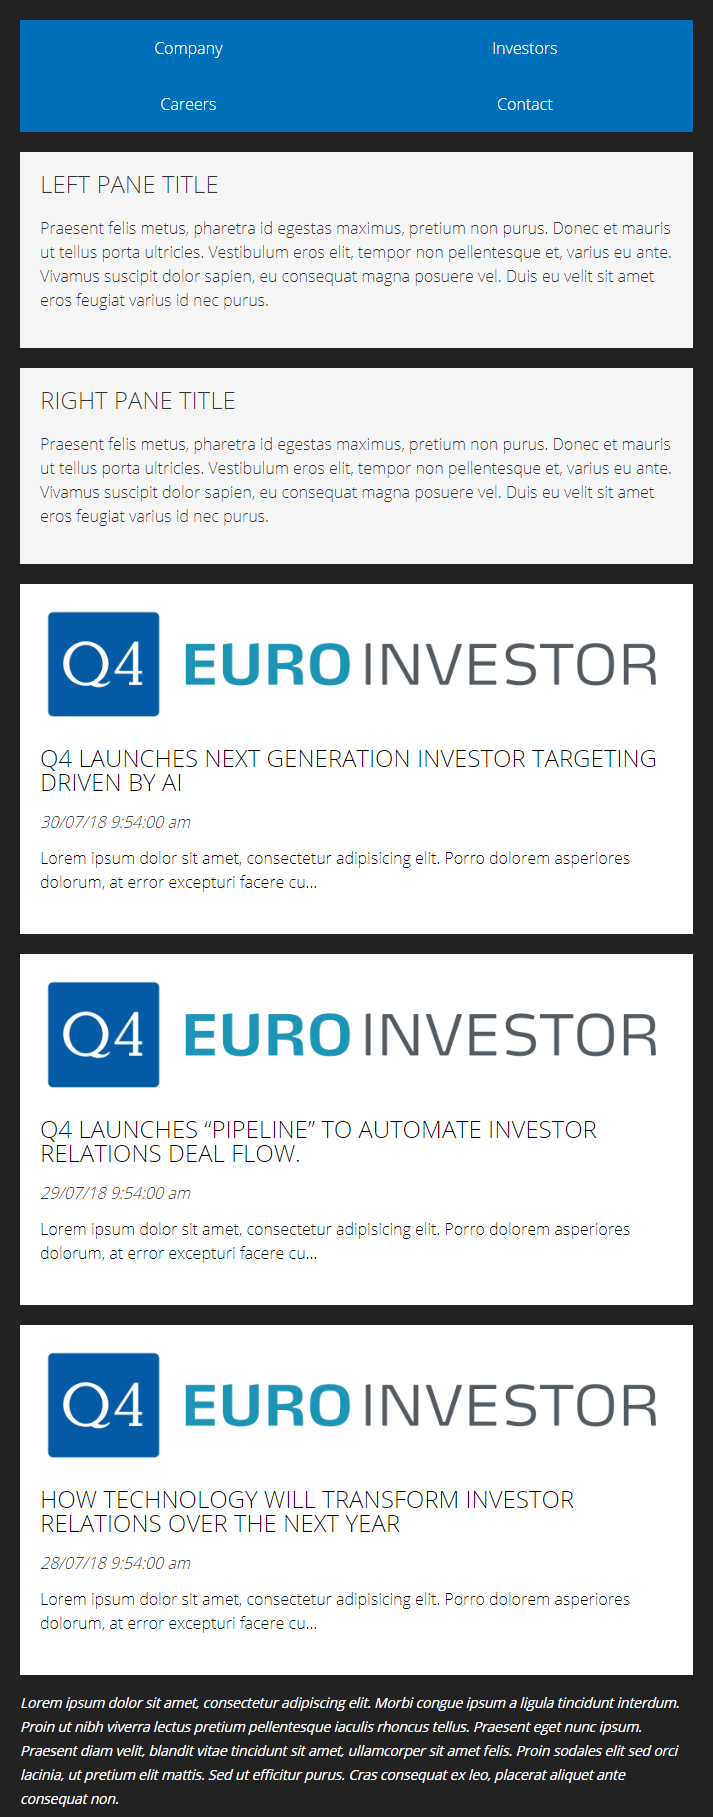 Company Investors
Careers Contact
LEFT PANE TITLE
Praesent felis metus, pharetra id egestas maximus, pretium non purus. Donec et mauris
ut tellus porta ultricies. Vestibulum eros elit, tempor non pellentesque et, varius eu ante.
Vivamus suscipit dolor sapien, eu consequat magna posuere vel. Duis eu velit sit amet
eros feugiat varius id nec purus.
RIGHT PANE TITLE
Praesent felis metus, pharetra id egestas maximus, pretium non purus. Donec et mauris
ut tellus porta ultricies. Vestibulum eros elit, tempor non pellentesque et, varius eu ante.
Vivamus suscipit dolor sapien, eu consequat magna posuere vel. Duis eu velit sit amet
eros feugiat varius id nec purus.
Q4 EUROINVESTOR
Q4 LAUNCHES NEXT GENERATION INVESTOR TARGETING
DRIVEN BY AI
30/07/18 9:54:00 am
Lorem ipsum dolor sit amet, consectetur adipisicing elit. Porro dolorem asperiores
dolorum, at error excepturi facere cu...
Q4 EUROINVESTOR
Q4 LAUNCHES “PIPELINE” TO AUTOMATE INVESTOR
RELATIONS DEAL FLOW.
29/07/18 9:54:00 am
Lorem ipsum dolor sit amet, consectetur adipisicing elit. Porro dolorem asperiores
dolorum, at error excepturi facere cu...
Q4 EUROINVESTOR
HOW TECHNOLOGY WILL TRANSFORM INVESTOR
RELATIONS OVER THE NEXT YEAR
28/07/18 9:54:00 am
Lorem ipsum dolor sit amet, consectetur adipisicing elit. Porro dolorem asperiores
dolorum, at error excepturi facere cu...
Lorem ipsum dolor sit amet, consectetur adipiscing elit. Morbi congue ipsum a ligula tincidunt interdum.
Proin ut nibh viverra lectus pretium pellentesque iaculis rhoncus tellus. Praesent eget nunc ipsum.
Praesent diam velit, blandit vitae tincidunt sit amet, ullamcorper sit amet felis. Proin sodales elit sed orci
lacinia, ut pretium elit mattis. Sed ut efficitur purus. Cras consequat ex leo, placerat aliquet ante
consequat non.